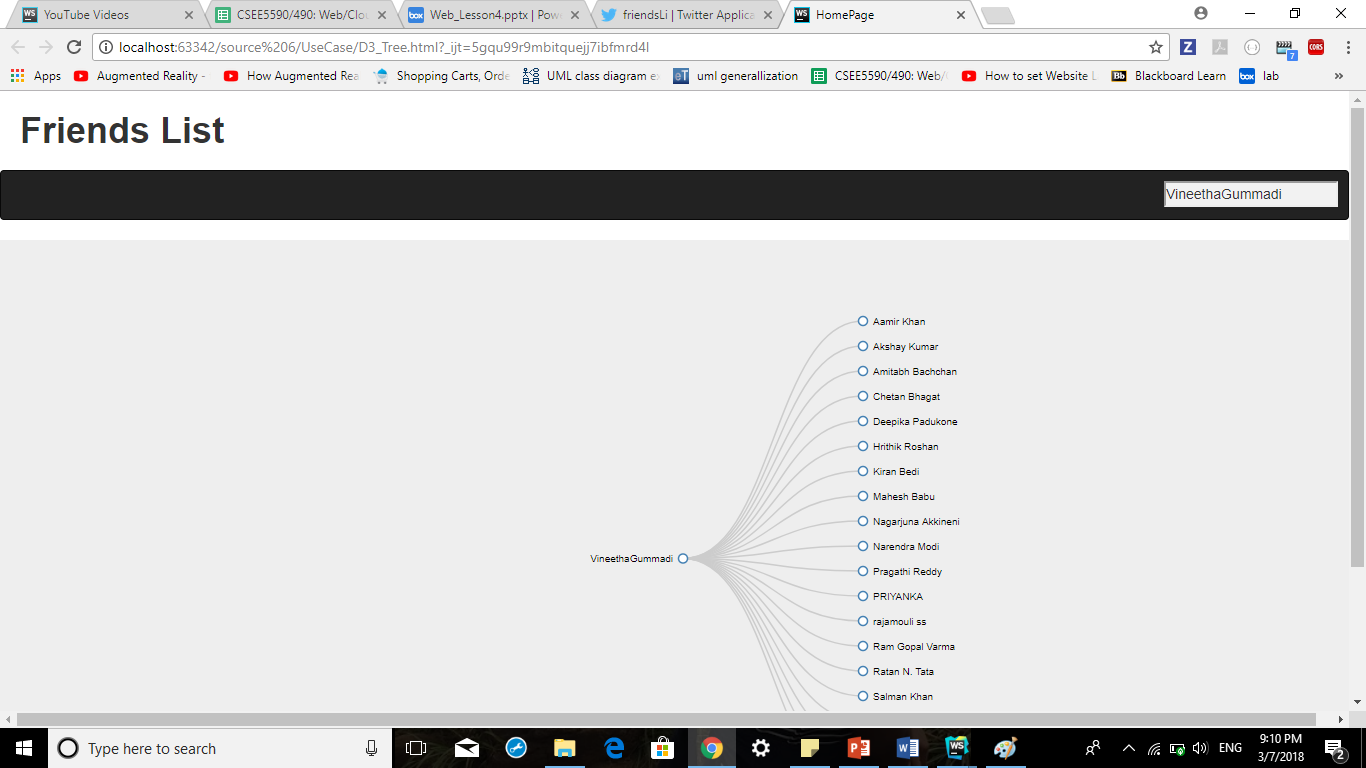 YouTube Videos
CSEE5590/490: Web/Clou
Web_Lesson4.pptx | Pow
friendsLi | Twitter Applica
HomePage
localhost:63342/source%206/UseCase/D3_Tree.html?_ijt=5gqu99r9mbitquejj7ibfmrd4l
Apps
Augmented Reality -
How Augmented Rea
Shopping Carts, Orde
UML class diagram ex
uml generallization
CSEE5590/490: Web/
How to set Website L
Blackboard Learn
lab
Friends List
VineethaGummadi
Aamir Khan
Akshay Kumar
Amitabh Bachchan
Chetan Bhagat
Deepika Padukone
Hrithik Roshan
Kiran Bedi
Mahesh Babu
Nagarjuna Akkineni
Narendra Modi
VineethaGummadi
Pragathi Reddy
PRIYANKA
rajamouli ss
Ram Gopal Varma
Ratan N. Tata
Salman Khan
Type here to search
ENG
9:10 PM
3/7/2018
2